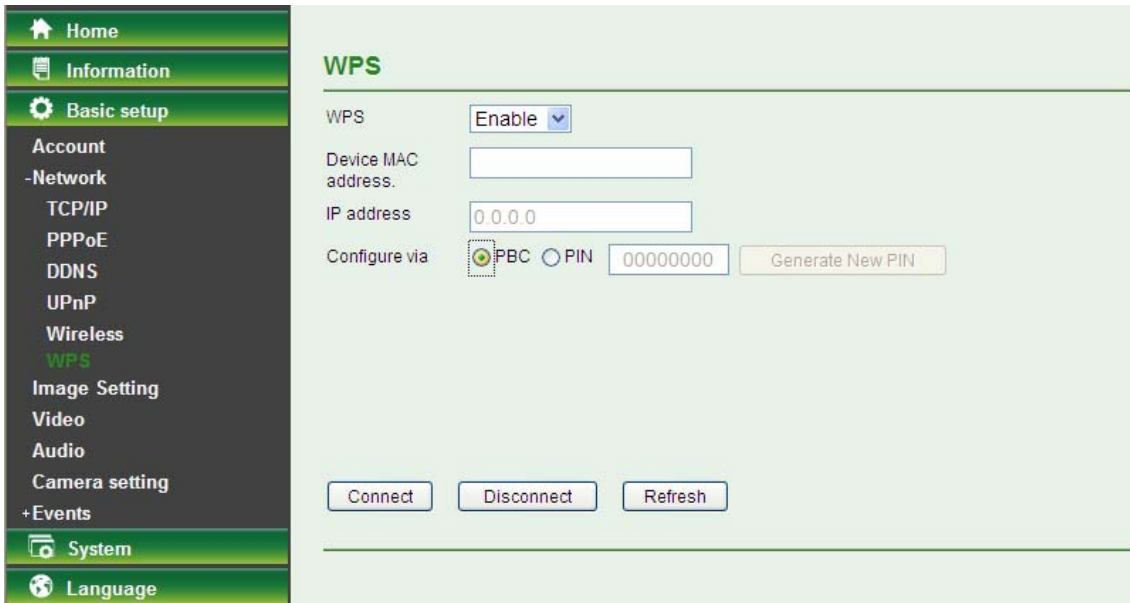 Home
Information
Basic setup
Account
-Network
TCP/IP
PPPoE
DDNS
UPnP
Wireless
WPS
Image Setting
Video
Audio
Camera setting
+Events
System
Language
WPS
WPS Enable
Device MAC
address.
IP address 0.0.0.0
Configure via PBC PIN 00000000 Generate New PIN
Connect Disconnect Refresh